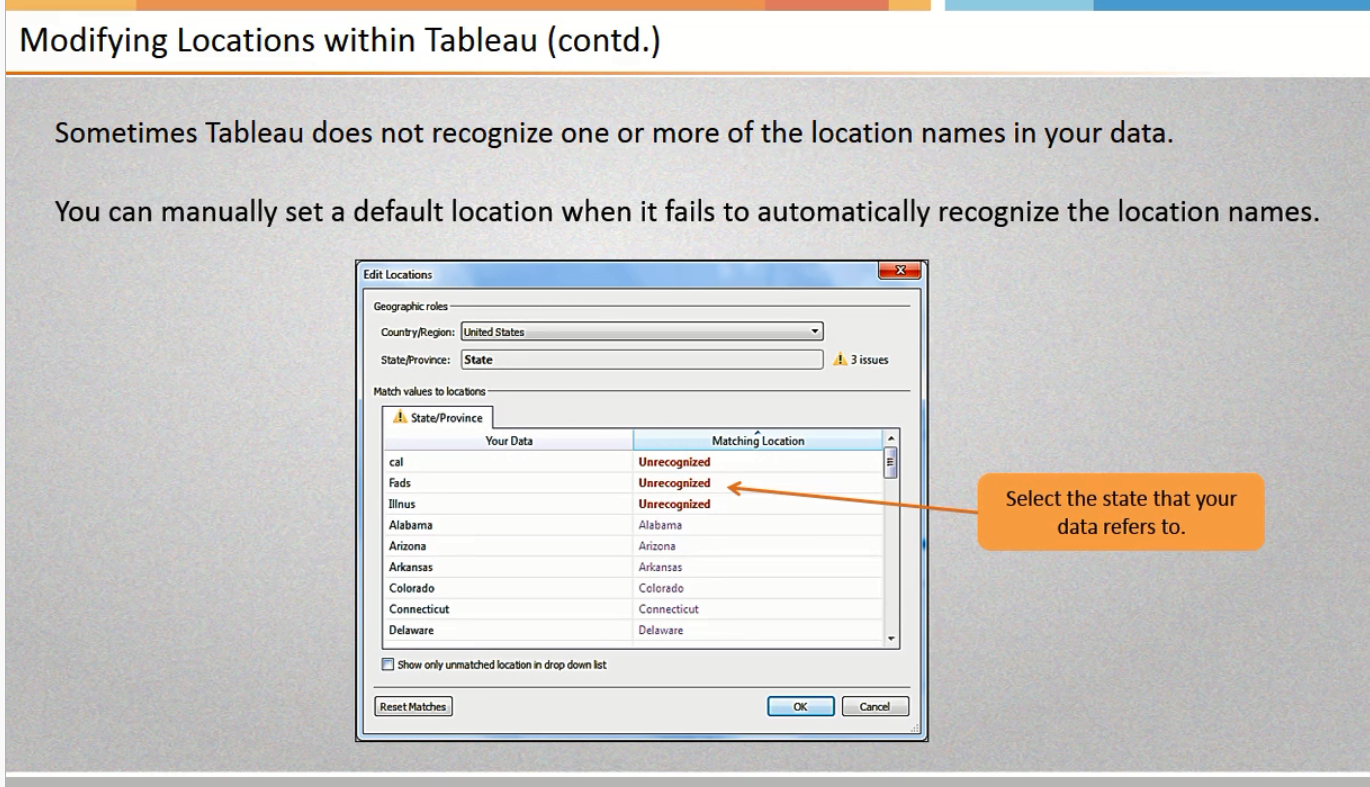 Modifying Locations within Tableau (contd.)
Sometimes Tableau does not recognize one or more of the location names in your data.
You can manually set a default location when it fails to automatically recognize the location names.
Edit Locations
x
Geographic roles
Country/Region: United States
State/Province: State 3 issues
Match values to locations
State/Province
Your Data Matching Location
cal Unrecognized
Fads Unrecognized
Illnus Unrecognized
Alabama Alabama
Arizona Arizona
Arkansas Arkansas
Colorado Colorado
Connecticut Connecticut
Delaware Delaware
Select the state that your
data refers to.
Show only unmatched location in drop down list
Reset Matches OK Cancel